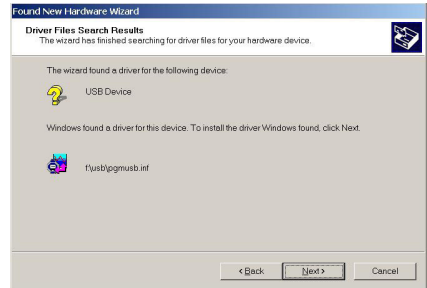 Found New Hardware Wizard
Driver Files Search Results
The wizard has finished searching for driver files for your hardware device.
The wizard found a driver for the following device:
USB Device
Windows found a driver for this device. To install the driver Windows found, click Next.
f:\usb\pgmusb.inf
< Back
Next >
Cancel